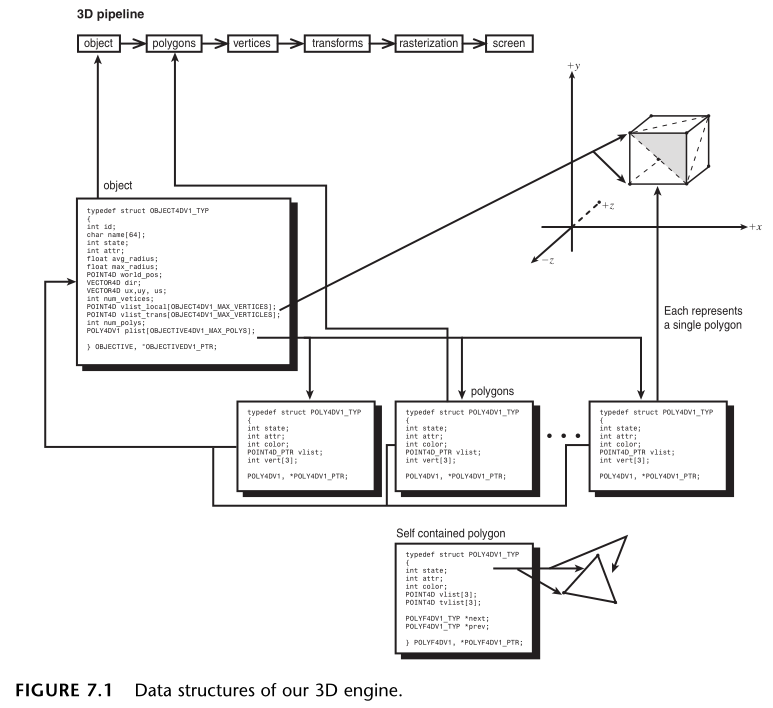 3D pipeline
object polygons vertices transforms rasterization screen
+y
+z
+x
−z
object
typedef struct OBJECT4DV1_TYP
{
int id;
char name[64];
int state;
int attr;
float avg_radius;
float max_radius;
POINT4D world_pos;
VECTOR4D dir;
VECTOR4D ux,uy, us;
int num_vetices;
POINT4D vlist_local[OBJECT4DV1_MAX_VERTICES];
POINT4D vlist_trans[OBJECT4DV1_MAX_VERTICLES];
int num_polys;
POLY4DV1 plist[OBJECTIVE4DV1_MAX_POLYS];
} OBJECTIVE, *OBJECTIVEDV1_PTR;
Each represents
a single polygon
polygons
typedef struct POLY4DV1_TYP
{
int state;
int attr;
int color;
POINT4D_PTR vlist;
int vert[3];
POLY4DV1, *POLY4DV1_PTR;
typedef struct POLY4DV1_TYP
{
int state;
int attr;
int color;
POINT4D_PTR vlist;
int vert[3];
POLY4DV1, *POLY4DV1_PTR;
• • •
typedef struct POLY4DV1_TYP
{
int state;
int attr;
int color;
POINT4D_PTR vlist;
int vert[3];
POLY4DV1, *POLY4DV1_PTR;
Self contained polygon
typedef struct POLY4DV1_TYP
{
int state;
int attr;
int color;
POINT4D vlist[3];
POINT4D tvlist[3];
POLYF4DV1_TYP *next;
POLYF4DV1_TYP *prev;
} POLYF4DV1, *POLYF4DV1_PTR;
FIGURE 7.1 Data structures of our 3D engine.